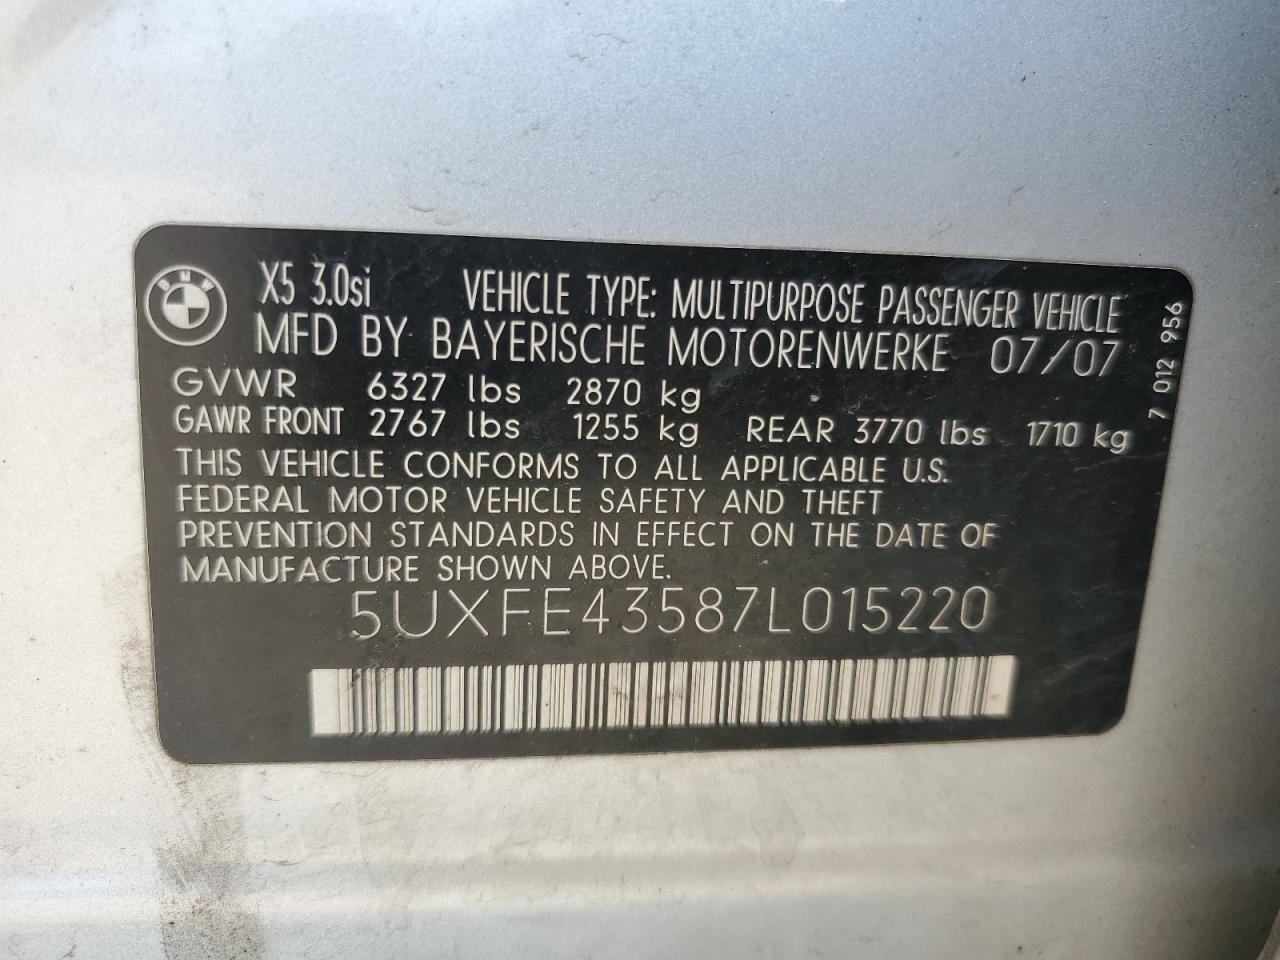 BMW
X5 3.0si VEHICLE TYPE: MULTIPURPOSE PASSENGER VEHICLE
MFD BY BAYERISCHE MOTORENWERKE 07/07
GVWR 6327 lbs 2870 kg
GAWR FRONT 2767 lbs 1255 kg REAR 3770 lbs 1710 kg
THIS VEHICLE CONFORMS TO ALL APPLICABLE U.S.
FEDERAL MOTOR VEHICLE SAFETY AND THEFT
PREVENTION STANDARDS IN EFFECT ON THE DATE OF
MANUFACTURE SHOWN ABOVE.
5UXFE43587L015220
7 012 956